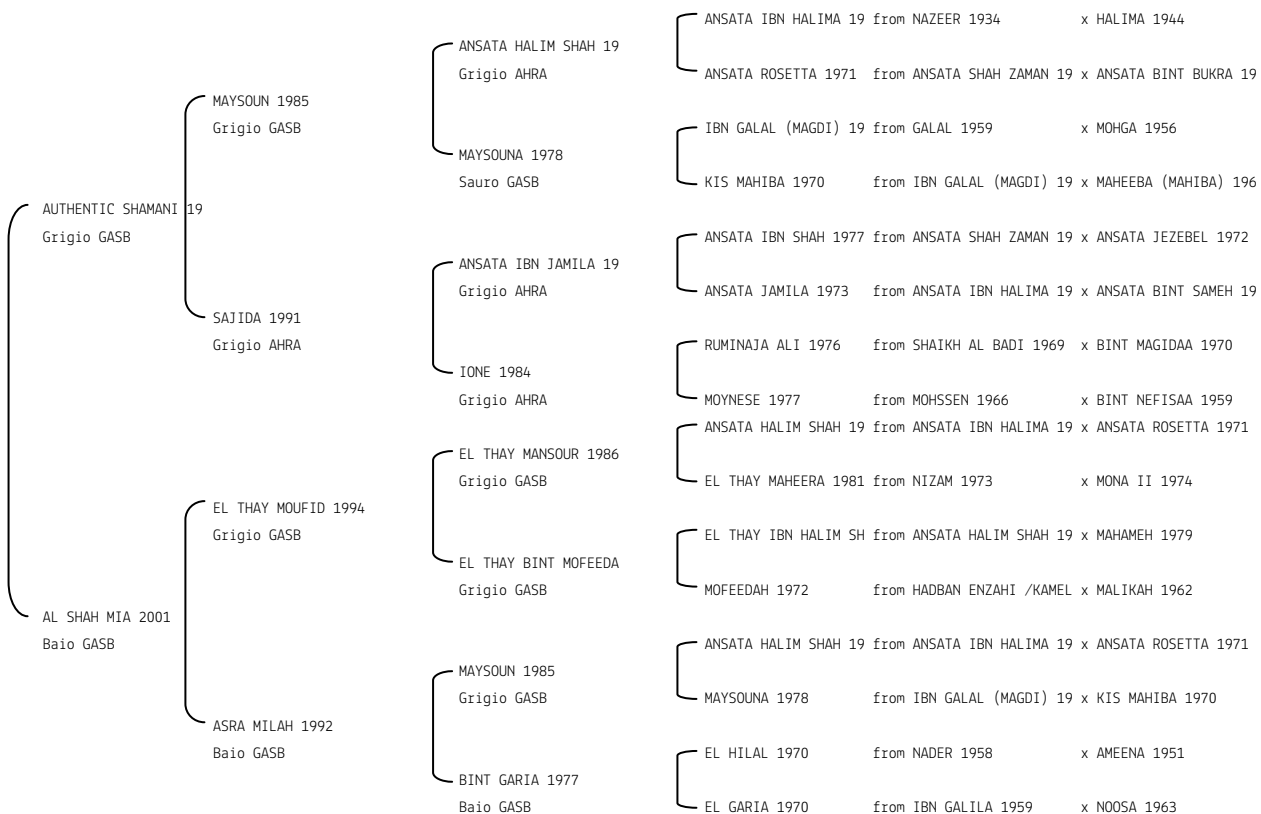 ANSATA IBN HALIMA 19 from NAZEER 1934 x HALIMA 1944
ANSATA HALIM SHAH 19
Grigio AHRA
ANSATA ROSETTA 1971 from ANSATA SHAH ZAMAN 19 x ANSATA BINT BUKRA 19
MAYSOUN 1985
Grigio GASB
IBN GALAL (MAGDI) 19 from GALAL 1959 x MOHGA 1956
MAYSOUNA 1978
Sauro GASB
KIS MAHIBA 1970 from IBN GALAL (MAGDI) 19 x MAHEEBA (MAHIBA) 196
AUTHENTIC SHAMANI 19
Grigio GASB
ANSATA IBN SHAH 1977 from ANSATA SHAH ZAMAN 19 x ANSATA JEZEBEL 1972
ANSATA IBN JAMILA 19
Grigio AHRA
ANSATA JAMILA 1973 from ANSATA IBN HALIMA 19 x ANSATA BINT SAMEH 19
SAJIDA 1991
Grigio AHRA
RUMINAJA ALI 1976 from SHAIKH AL BADI 1969 x BINT MAGIDAA 1970
IONE 1984
Grigio AHRA
MOYNESE 1977 from MOHSSEN 1966 x BINT NEFISAA 1959
ANSATA HALIM SHAH 19 from ANSATA IBN HALIMA 19 x ANSATA ROSETTA 1971
EL THAY MANSOUR 1986
Grigio GASB
EL THAY MAHEERA 1981 from NIZAM 1973 x MONA II 1974
EL THAY MOUFID 1994
Grigio GASB
EL THAY IBN HALIM SH from ANSATA HALIM SHAH 19 x MAHAMEH 1979
EL THAY BINT MOFEEDA
Grigio GASB
MOFEEDAH 1972 from HADBAN ENZAHI /KAMEL x MALIKAH 1962
AL SHAH MIA 2001
Baio GASB
ANSATA HALIM SHAH 19 from ANSATA IBN HALIMA 19 x ANSATA ROSETTA 1971
MAYSOUN 1985
Grigio GASB
MAYSOUNA 1978 from IBN GALAL (MAGDI) 19 x KIS MAHIBA 1970
ASRA MILAH 1992
Baio GASB
EL HILAL 1970 from NADER 1958 x AMEENA 1951
BINT GARIA 1977
Baio GASB
EL GARIA 1970 from IBN GALILA 1959 x NOOSA 1963